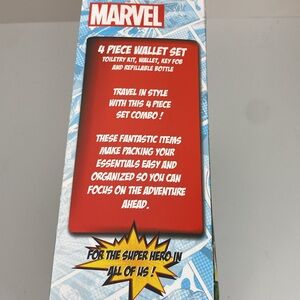 MARVEL
4 PIECE WALLET SET
TOILETRY KIT, WALLET, KEY FOB
AND REFILLABLE BOTTLE
TRAVEL IN STYLE
WITH THIS 4 PIECE
SET COMBO !
THESE FANTASTIC ITEMS
MAKE PACKING YOUR
ESSENTIALS EASY AND
ORGANIZED SO YOU CAN
FOCUS ON THE ADVENTURE
AHEAD.
FOR THE SUPER HERO IN
ALL OF US !